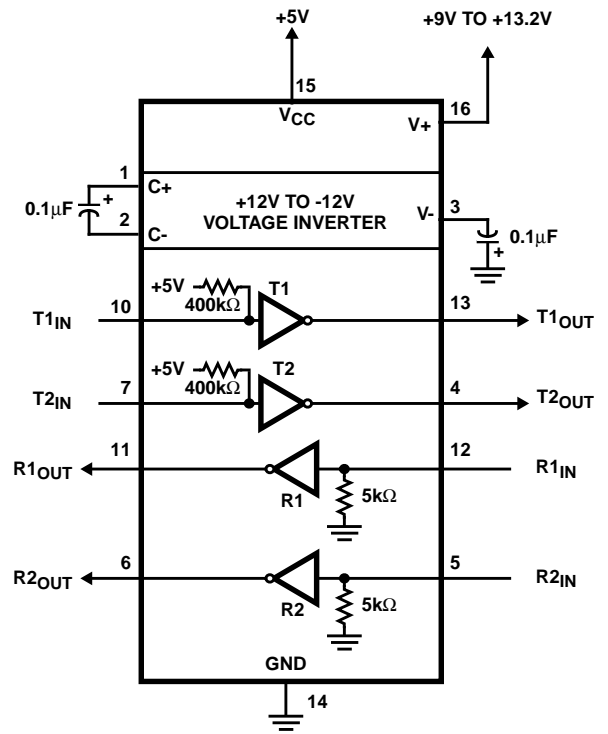 +5V
+9V TO +13.2V
15
16
VCC
V+
1
C+
+12V TO -12V
VOLTAGE INVERTER
V-
3
0.1µF
+
2
C-
0.1µF
+
+5V
400kΩ
T1
T1IN
10
13
T1OUT
+5V
400kΩ
T2
T2IN
7
4
T2OUT
R1OUT
11
12
R1IN
R1
5kΩ
R2OUT
6
5
R2IN
R2
5kΩ
GND
14